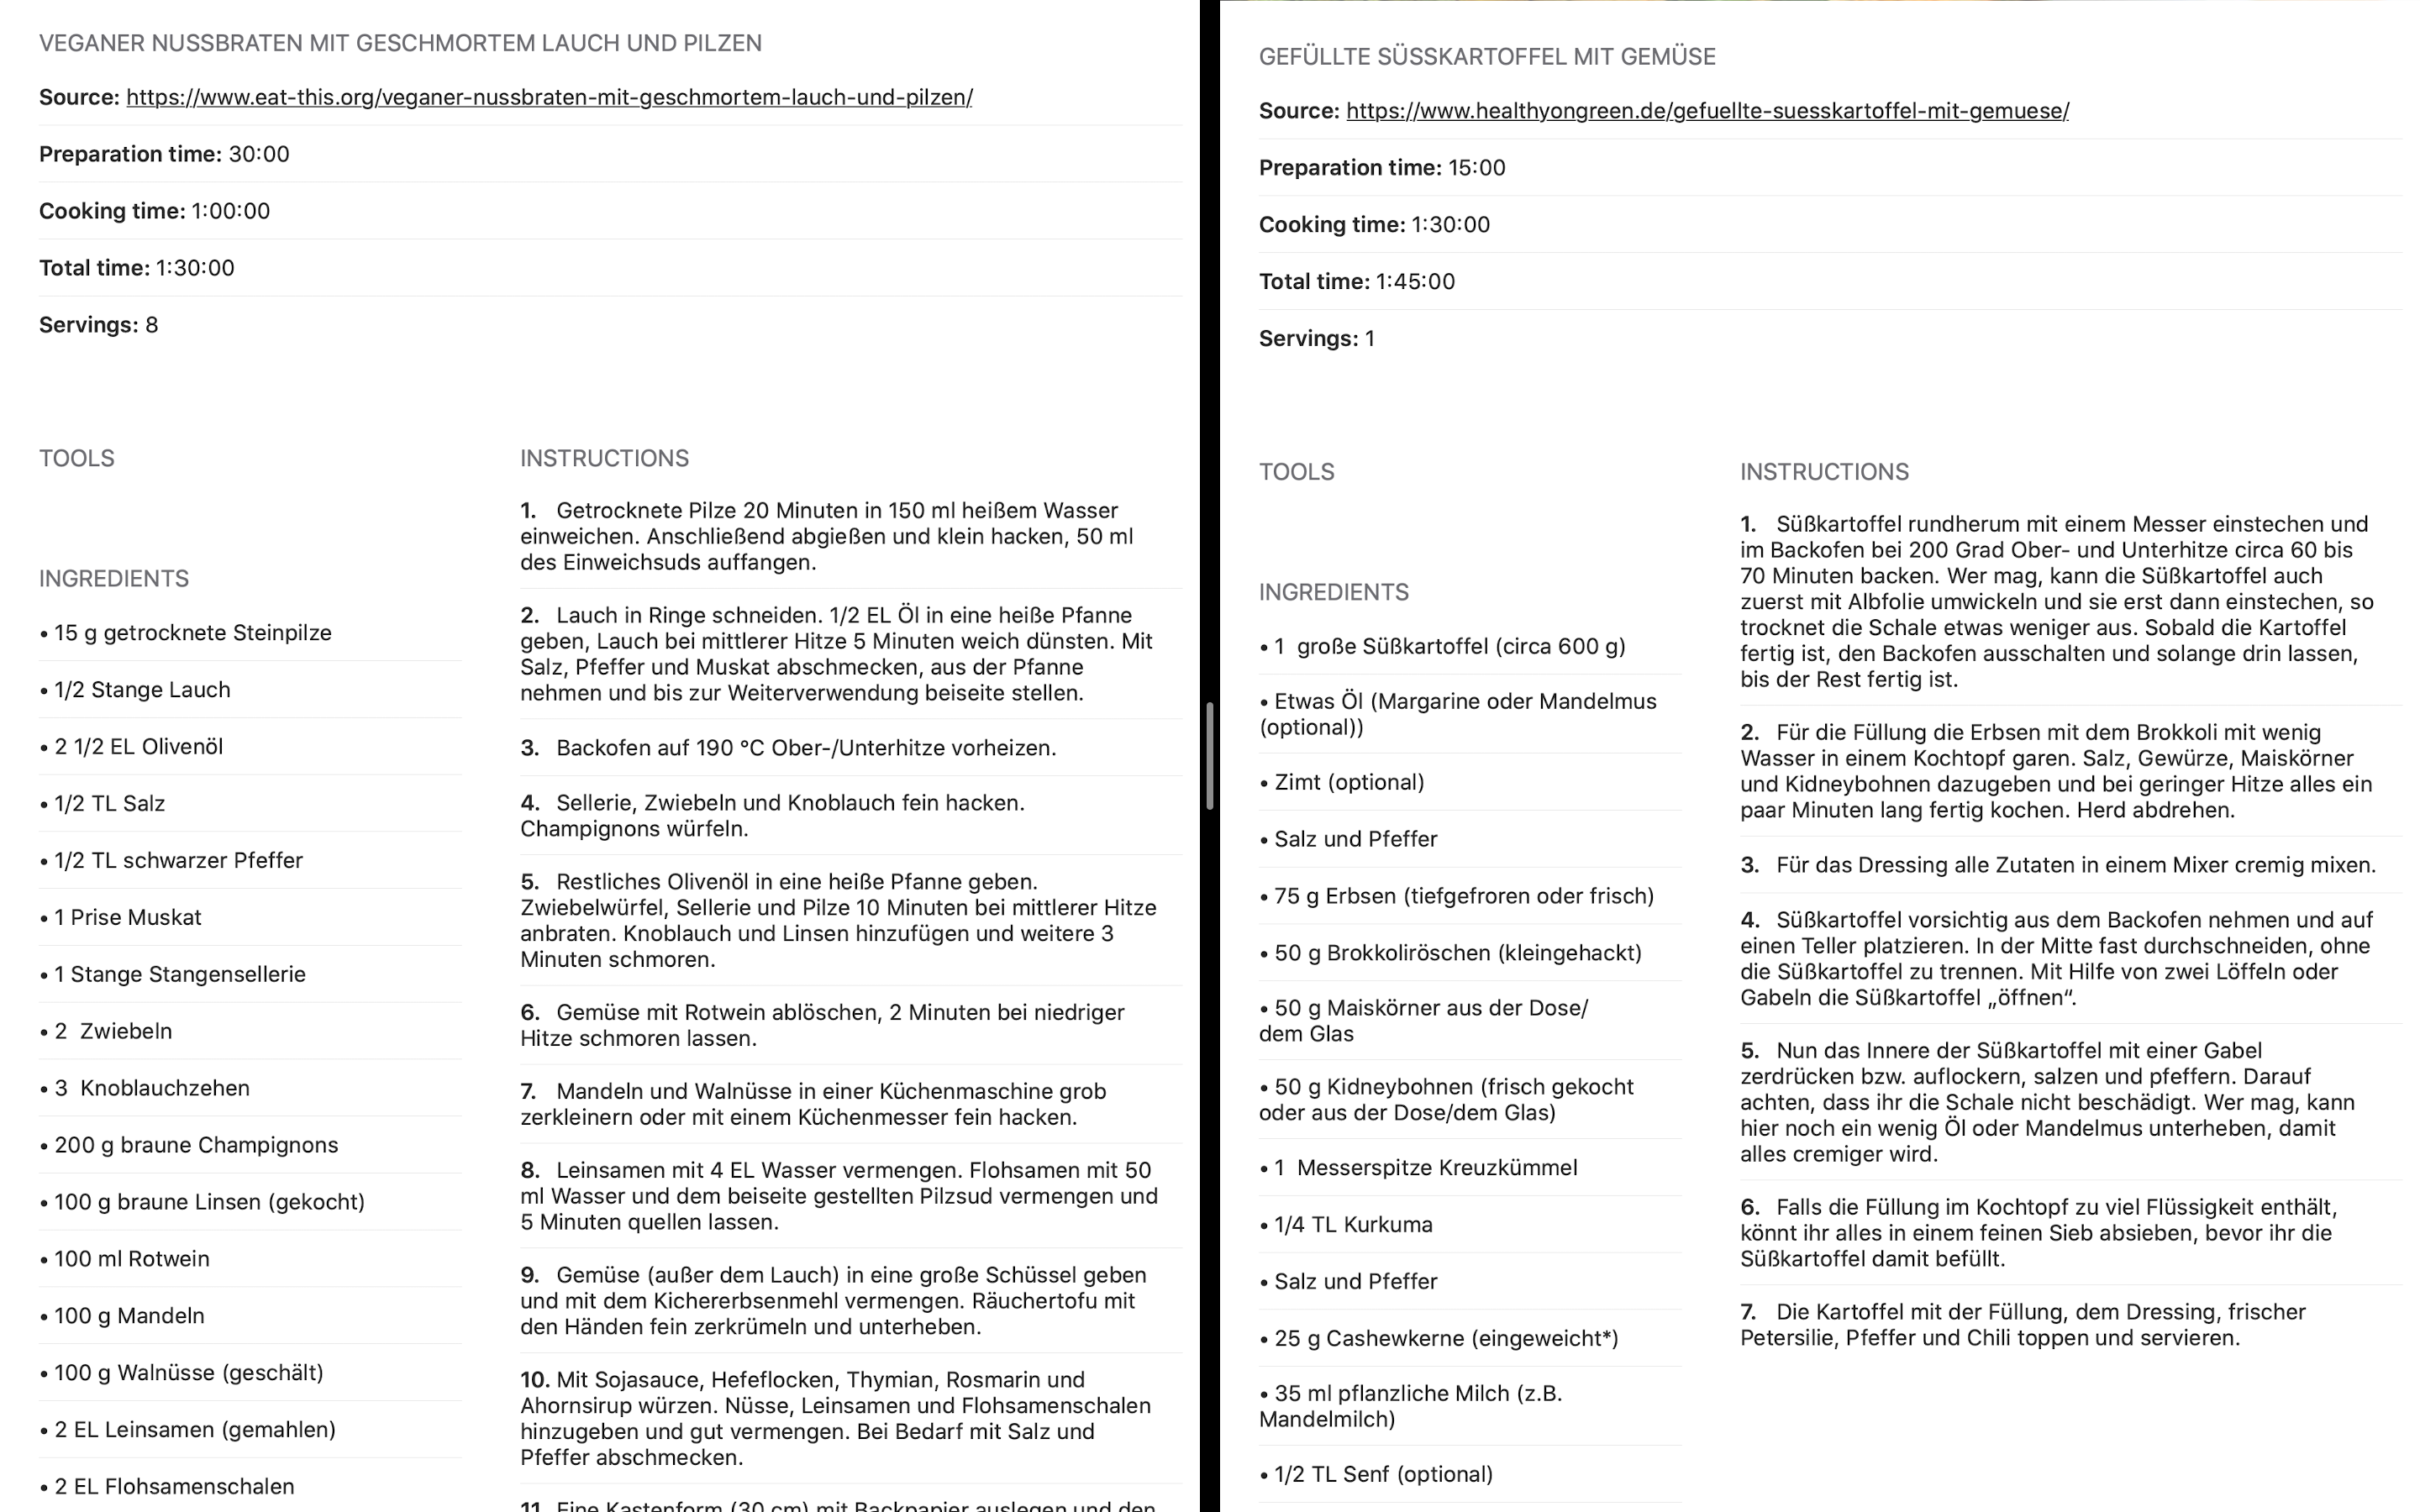 VEGANER NUSSBRATEN MIT GESCHMORTEM LAUCH UND PILZEN
Source: https://www.eat-this.org/veganer-nussbraten-mit-geschmortem-lauch-und-pilzen/
Preparation time: 30:00
Cooking time: 1:00:00
Total time: 1:30:00
Servings: 8
TOOLS
INGREDIENTS
• 15 g getrocknete Steinpilze
• 1/2 Stange Lauch
• 2 1/2 EL Olivenöl
• 1/2 TL Salz
• 1/2 TL schwarzer Pfeffer
• 1 Prise Muskat
• 1 Stange Stangensellerie
• 2 Zwiebeln
• 3 Knoblauchzehen
• 200 g braune Champignons
• 100 g braune Linsen (gekocht)
• 100 ml Rotwein
• 100 g Mandeln
• 100 g Walnüsse (geschält)
• 2 EL Leinsamen (gemahlen)
• 2 EL Flohsamenschalen
INSTRUCTIONS
1. Getrocknete Pilze 20 Minuten in 150 ml heißem Wasser
einweichen. Anschließend abgießen und klein hacken, 50 ml
des Einweichsuds auffangen.
2. Lauch in Ringe schneiden. 1/2 EL Öl in eine heiße Pfanne
geben, Lauch bei mittlerer Hitze 5 Minuten weich dünsten. Mit
Salz, Pfeffer und Muskat abschmecken, aus der Pfanne
nehmen und bis zur Weiterverwendung beiseite stellen.
3. Backofen auf 190 °C Ober-/Unterhitze vorheizen.
4. Sellerie, Zwiebeln und Knoblauch fein hacken.
Champignons würfeln.
5. Restliches Olivenöl in eine heiße Pfanne geben.
Zwiebelwürfel, Sellerie und Pilze 10 Minuten bei mittlerer Hitze
anbraten. Knoblauch und Linsen hinzufügen und weitere 3
Minuten schmoren.
6. Gemüse mit Rotwein ablöschen, 2 Minuten bei niedriger
Hitze schmoren lassen.
7. Mandeln und Walnüsse in einer Küchenmaschine grob
zerkleinern oder mit einem Küchenmesser fein hacken.
8. Leinsamen mit 4 EL Wasser vermengen. Flohsamen mit 50
ml Wasser und dem beiseite gestellten Pilzsud vermengen und
5 Minuten quellen lassen.
9. Gemüse (außer dem Lauch) in eine große Schüssel geben
und mit dem Kichererbsenmehl vermengen. Räuchertofu mit
den Händen fein zerkrümeln und unterheben.
10. Mit Sojasauce, Hefeflocken, Thymian, Rosmarin und
Ahornsirup würzen. Nüsse, Leinsamen und Flohsamenschalen
hinzugeben und gut vermengen. Bei Bedarf mit Salz und
Pfeffer abschmecken.
11. Eine Kastenform (30 cm) mit Backpapier auslegen und den
GEFÜLLTE SÜSSKARTOFFEL MIT GEMÜSE
Source: https://www.healthyongreen.de/gefuellte-suesskartoffel-mit-gemuese/
Preparation time: 15:00
Cooking time: 1:30:00
Total time: 1:45:00
Servings: 1
TOOLS
INGREDIENTS
• 1 große Süßkartoffel (circa 600 g)
• Etwas Öl (Margarine oder Mandelmus
(optional))
• Zimt (optional)
• Salz und Pfeffer
• 75 g Erbsen (tiefgefroren oder frisch)
• 50 g Brokkoliröschen (kleingehackt)
• 50 g Maiskörner aus der Dose/
dem Glas
• 50 g Kidneybohnen (frisch gekocht
oder aus der Dose/dem Glas)
• 1 Messerspitze Kreuzkümmel
• 1/4 TL Kurkuma
• Salz und Pfeffer
• 25 g Cashewkerne (eingeweicht*)
• 35 ml pflanzliche Milch (z.B.
Mandelmilch)
• 1/2 TL Senf (optional)
INSTRUCTIONS
1. Süßkartoffel rundherum mit einem Messer einstechen und
im Backofen bei 200 Grad Ober- und Unterhitze circa 60 bis
70 Minuten backen. Wer mag, kann die Süßkartoffel auch
zuerst mit Albfolie umwickeln und sie erst dann einstechen, so
trocknet die Schale etwas weniger aus. Sobald die Kartoffel
fertig ist, den Backofen ausschalten und solange drin lassen,
bis der Rest fertig ist.
2. Für die Füllung die Erbsen mit dem Brokkoli mit wenig
Wasser in einem Kochtopf garen. Salz, Gewürze, Maiskörner
und Kidneybohnen dazugeben und bei geringer Hitze alles ein
paar Minuten lang fertig kochen. Herd abdrehen.
3. Für das Dressing alle Zutaten in einem Mixer cremig mixen.
4. Süßkartoffel vorsichtig aus dem Backofen nehmen und auf
einen Teller platzieren. In der Mitte fast durchschneiden, ohne
die Süßkartoffel zu trennen. Mit Hilfe von zwei Löffeln oder
Gabeln die Süßkartoffel „öffnen“.
5. Nun das Innere der Süßkartoffel mit einer Gabel
zerdrücken bzw. auflockern, salzen und pfeffern. Darauf
achten, dass ihr die Schale nicht beschädigt. Wer mag, kann
hier noch ein wenig Öl oder Mandelmus unterheben, damit
alles cremiger wird.
6. Falls die Füllung im Kochtopf zu viel Flüssigkeit enthält,
könnt ihr alles in einem feinen Sieb absieben, bevor ihr die
Süßkartoffel damit befüllt.
7. Die Kartoffel mit der Füllung, dem Dressing, frischer
Petersilie, Pfeffer und Chili toppen und servieren.